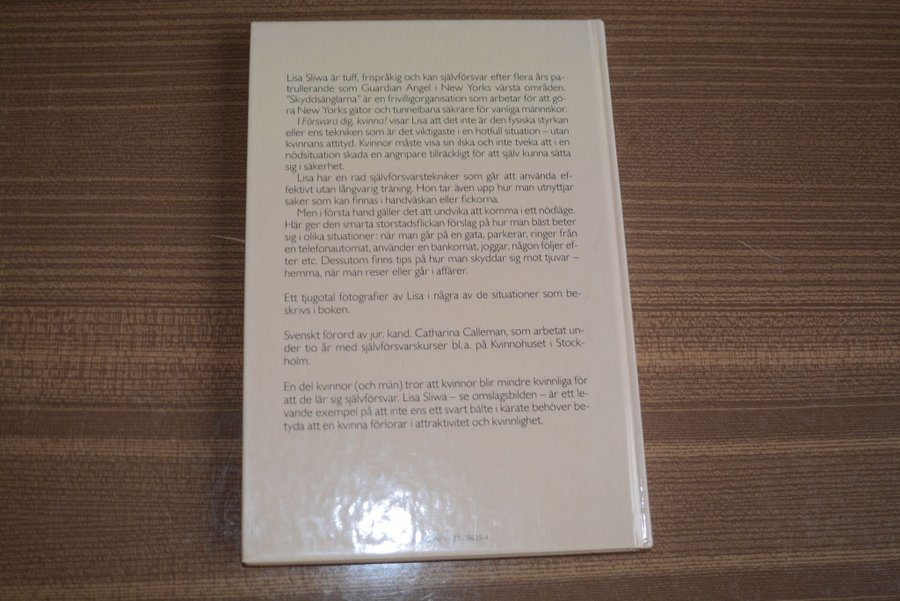 Lisa Sliwa är tuff, frispråkig och kan självförsvar efter flera års pa-
trullerande som Guardian Angel i New Yorks värsta områden.
"Skyddsänglarna" är en frivilligorganisation som arbetar för att gö-
ra New Yorks gator och tunnelbana säkrare för vanliga människor.
I Försvara dig, kvinna! visar Lisa att det inte är den fysiska styrkan
eller ens tekniken som är det viktigaste i en hotfull situation – utan
kvinnans attityd. Kvinnor måste visa sin ilska och inte tveka att i en
nödsituation skada en angripare tillräckligt för att själv kunna sätta
sig i säkerhet.
Lisa har en rad självförsvarstekniker som går att använda ef-
fektivt utan långvarig träning. Hon tar även upp hur man utnyttjar
saker som kan finnas i handväskan eller fickorna.
Men i första hand gäller det att undvika att komma i ett nödläge.
Här ger den smarta storstadsflickan förslag på hur man bäst beter
sig i olika situationer: när man går på en gata, parkerar, ringer från
en telefonautomat, använder en bankomat, joggar, någon följer ef-
ter etc. Dessutom finns tips på hur man skyddar sig mot tjuvar –
hemma, när man reser eller går i affärer.
Ett tjugotal fotografier av Lisa i några av de situationer som be-
skrivs i boken.
Svenskt förord av jur. kand. Catharina Calleman, som arbetat un-
der tio år med självförsvarskurser bl.a. på Kvinnohuset i Stock-
holm.
En del kvinnor (och män) tror att kvinnor blir mindre kvinnliga för
att de lär sig självförsvar. Lisa Sliwa – se omslagsbilden – är ett le-
vande exempel på att inte ens ett svart bälte i karate behöver be-
tyda att en kvinna förlorar i attraktivitet och kvinnlighet.